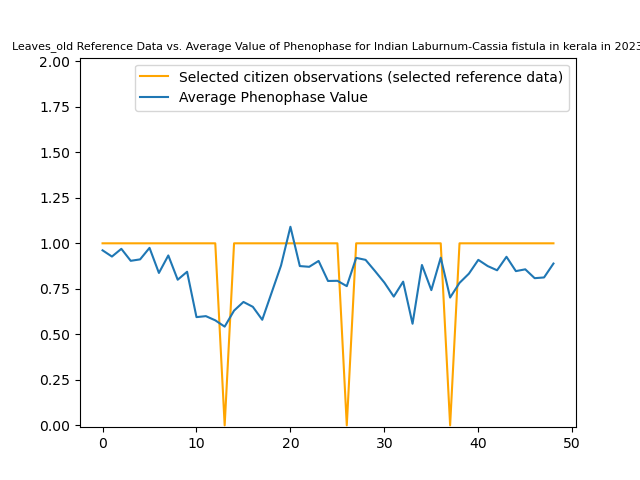 Leaves_old Reference Data vs. Average Value of Phenophase for Indian Laburnum-Cassia fistula in kerala in 2023
Selected citizen observations (selected reference data)
Average Phenophase Value
2.00
1.75
1.50
1.25
1.00
0.75
0.50
0.25
0.00
0 10 20 30 40 50